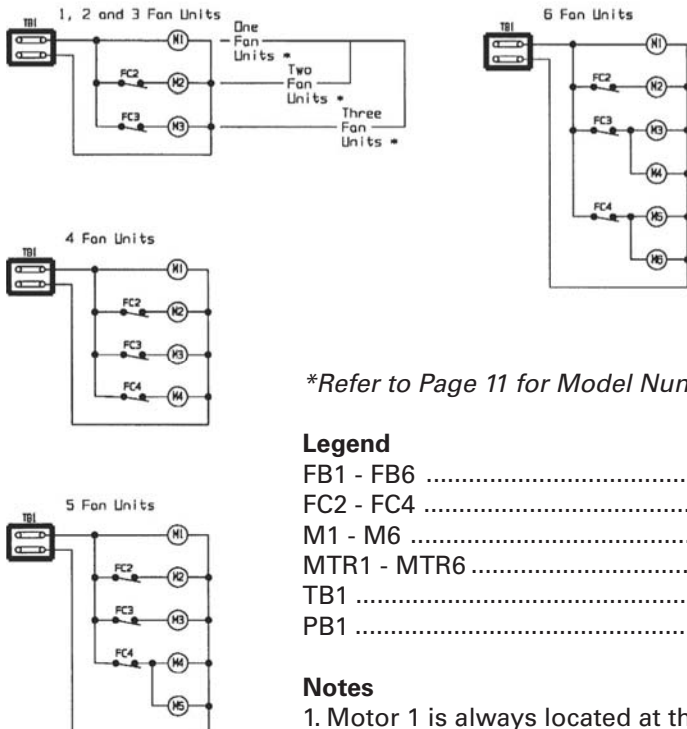 1, 2 and 3 Fan Units
TB1
M1
FC2
M2
FC3
M3
One
Fan
Units *
Two
Fan
Units *
Three
Fan
Units *
6 Fan Units
TB1
M1
FC2
M2
FC3
M3
M4
FC4
M5
M6
4 Fan Units
TB1
M1
FC2
M2
FC3
M3
FC4
M4
5 Fan Units
TB1
M1
FC2
M2
FC3
M3
FC4
M4
M5
*Refer to Page 11 for Model
Legend
FB1 - FB6 ................................................
FC2 - FC4 ................................................
M1 - M6 ................................................
MTR1 - MTR6 ........................................
TB1 ........................................................
PB1 ........................................................
Notes
1. Motor 1 is always located at